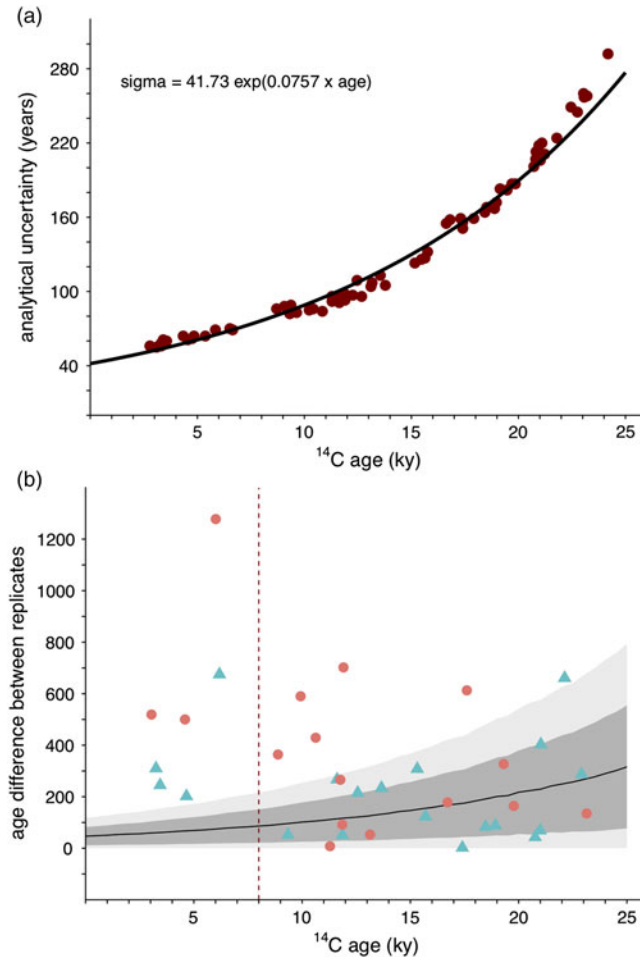 (a)
280
220
160
100
40
analytical uncertainty (years)
sigma = 41.73 exp(0.0757 x age)
5 10 15 20 25
¹⁴C age (ky)
(b)
1200
1000
800
600
400
200
0
age difference between replicates
5 10 15 20 25
¹⁴C age (ky)